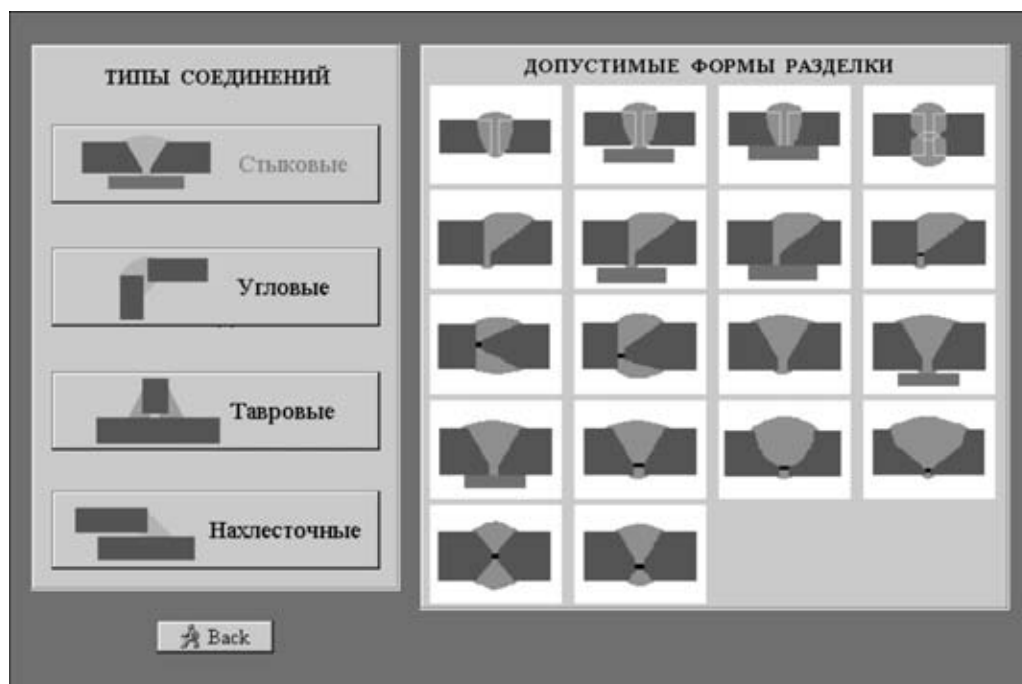 ТИПЫ СОЕДИНЕНИЙ
Стыковые
Угловые
Тавровые
Нахлесточные
Back
ДОПУСТИМЫЕ ФОРМЫ РАЗДЕЛКИ